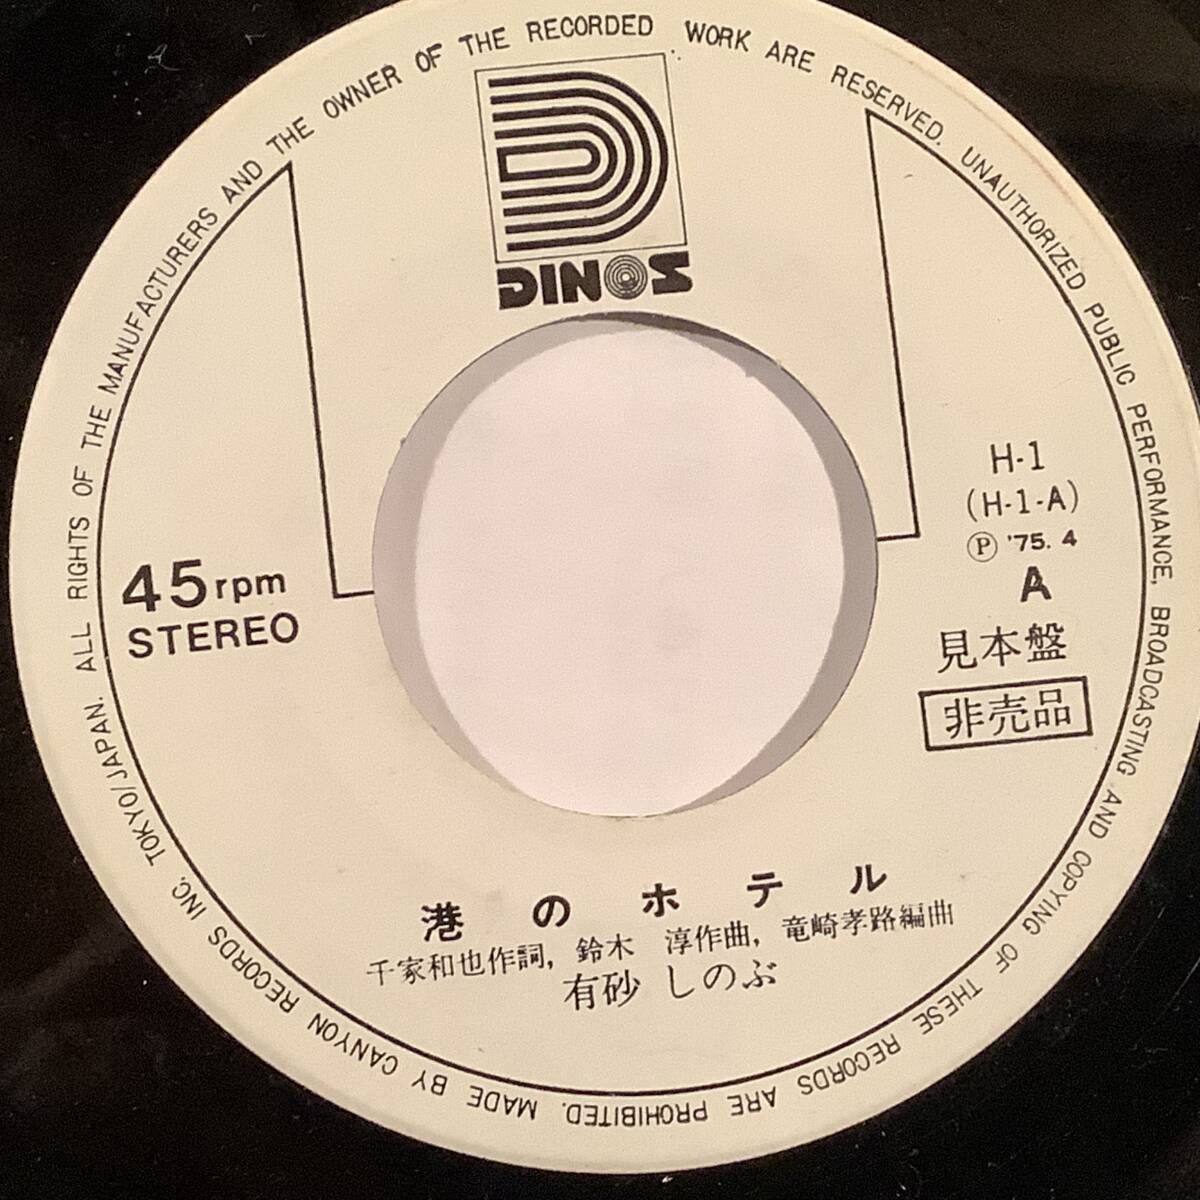 ALL RIGHTS OF THE MANUFACTURERS AND THE OWNER OF THE RECORDED WORK ARE RESERVED. UNAUTHORIZED PUBLIC PERFORMANCE, BROADCASTING AND COPYING OF THESE RECORDS ARE PROHIBITED. MADE BY CANYON RECORDS INC, TOKYO/JAPAN.
DINOS
H-1
(H-1-A)
Ⓟ '75. 4
A
見本盤
非売品
45 rpm
STEREO
港のホテル
千家和也作詞, 鈴木 淳作曲, 竜崎孝路編曲
有砂 しのぶ